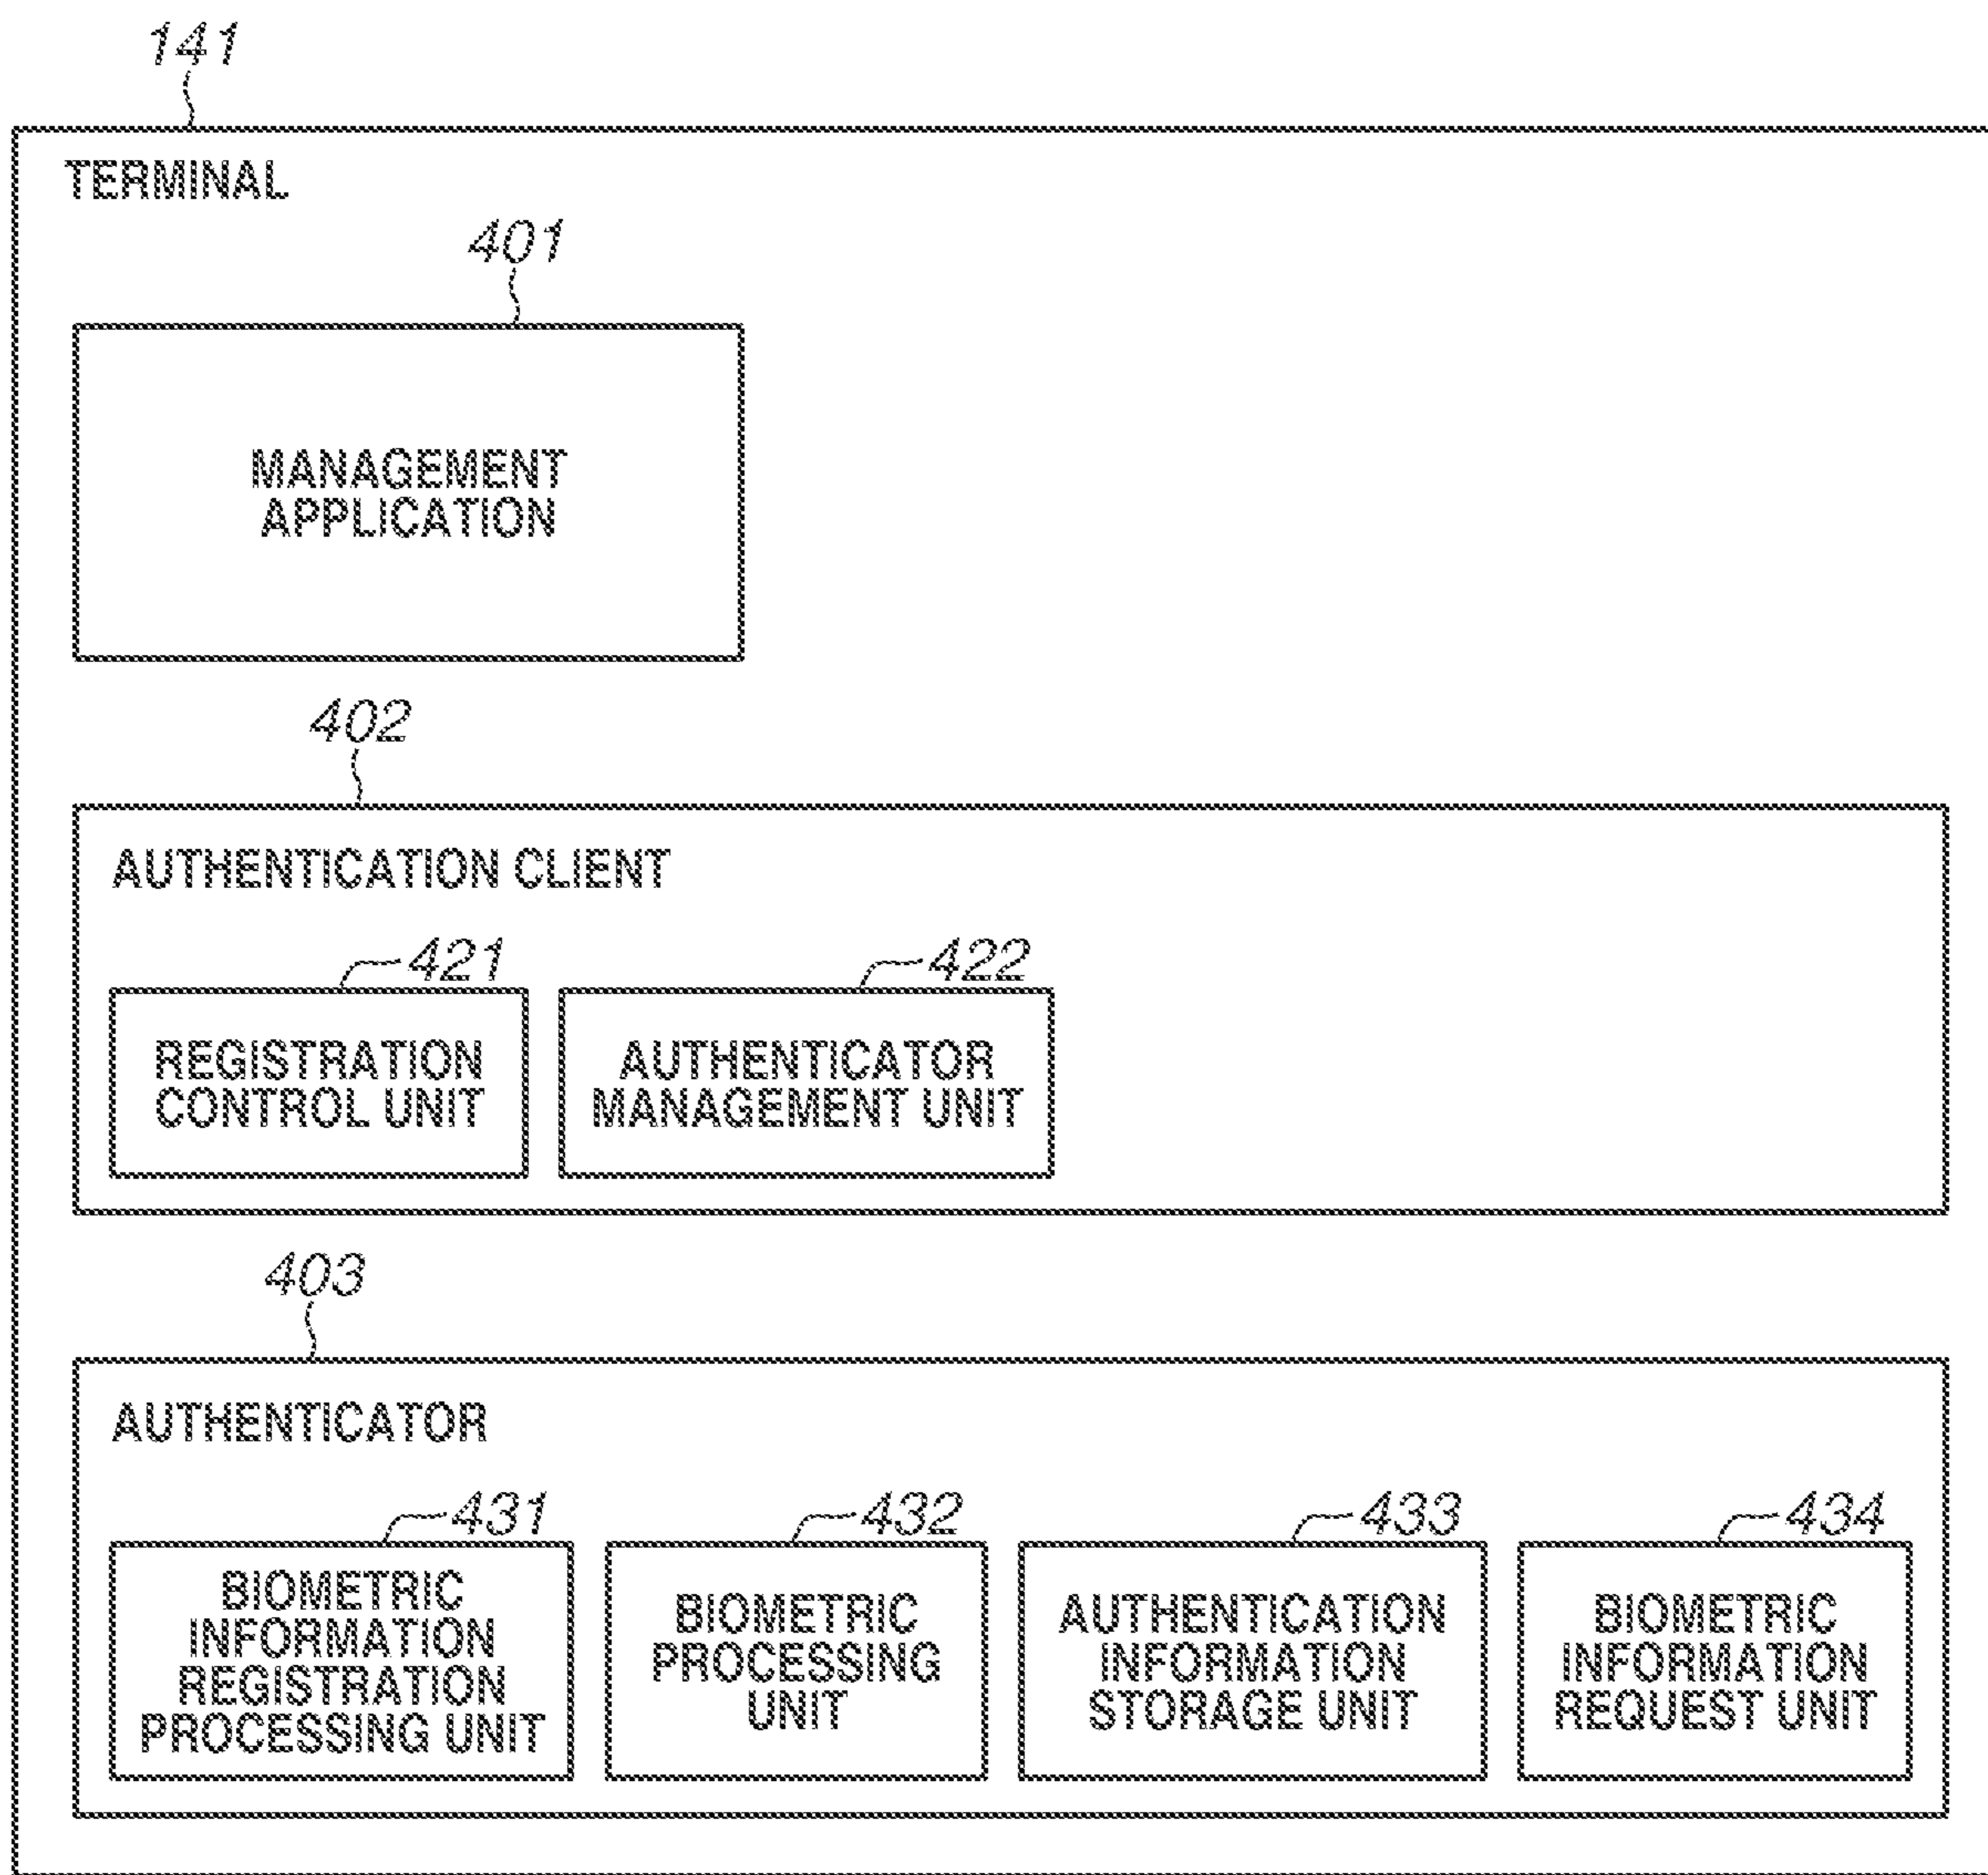 141
TERMINAL
401
MANAGEMENT
APPLICATION
402
AUTHENTICATION CLIENT
421
422
REGISTRATION
CONTROL UNIT
AUTHENTICATOR
MANAGEMENT UNIT
403
AUTHENTICATOR
431
432
433
434
BIOMETRIC
INFORMATION
REGISTRATION
PROCESSING UNIT
BIOMETRIC
PROCESSING
UNIT
AUTHENTICATION
INFORMATION
STORAGE UNIT
BIOMETRIC
INFORMATION
REQUEST UNIT